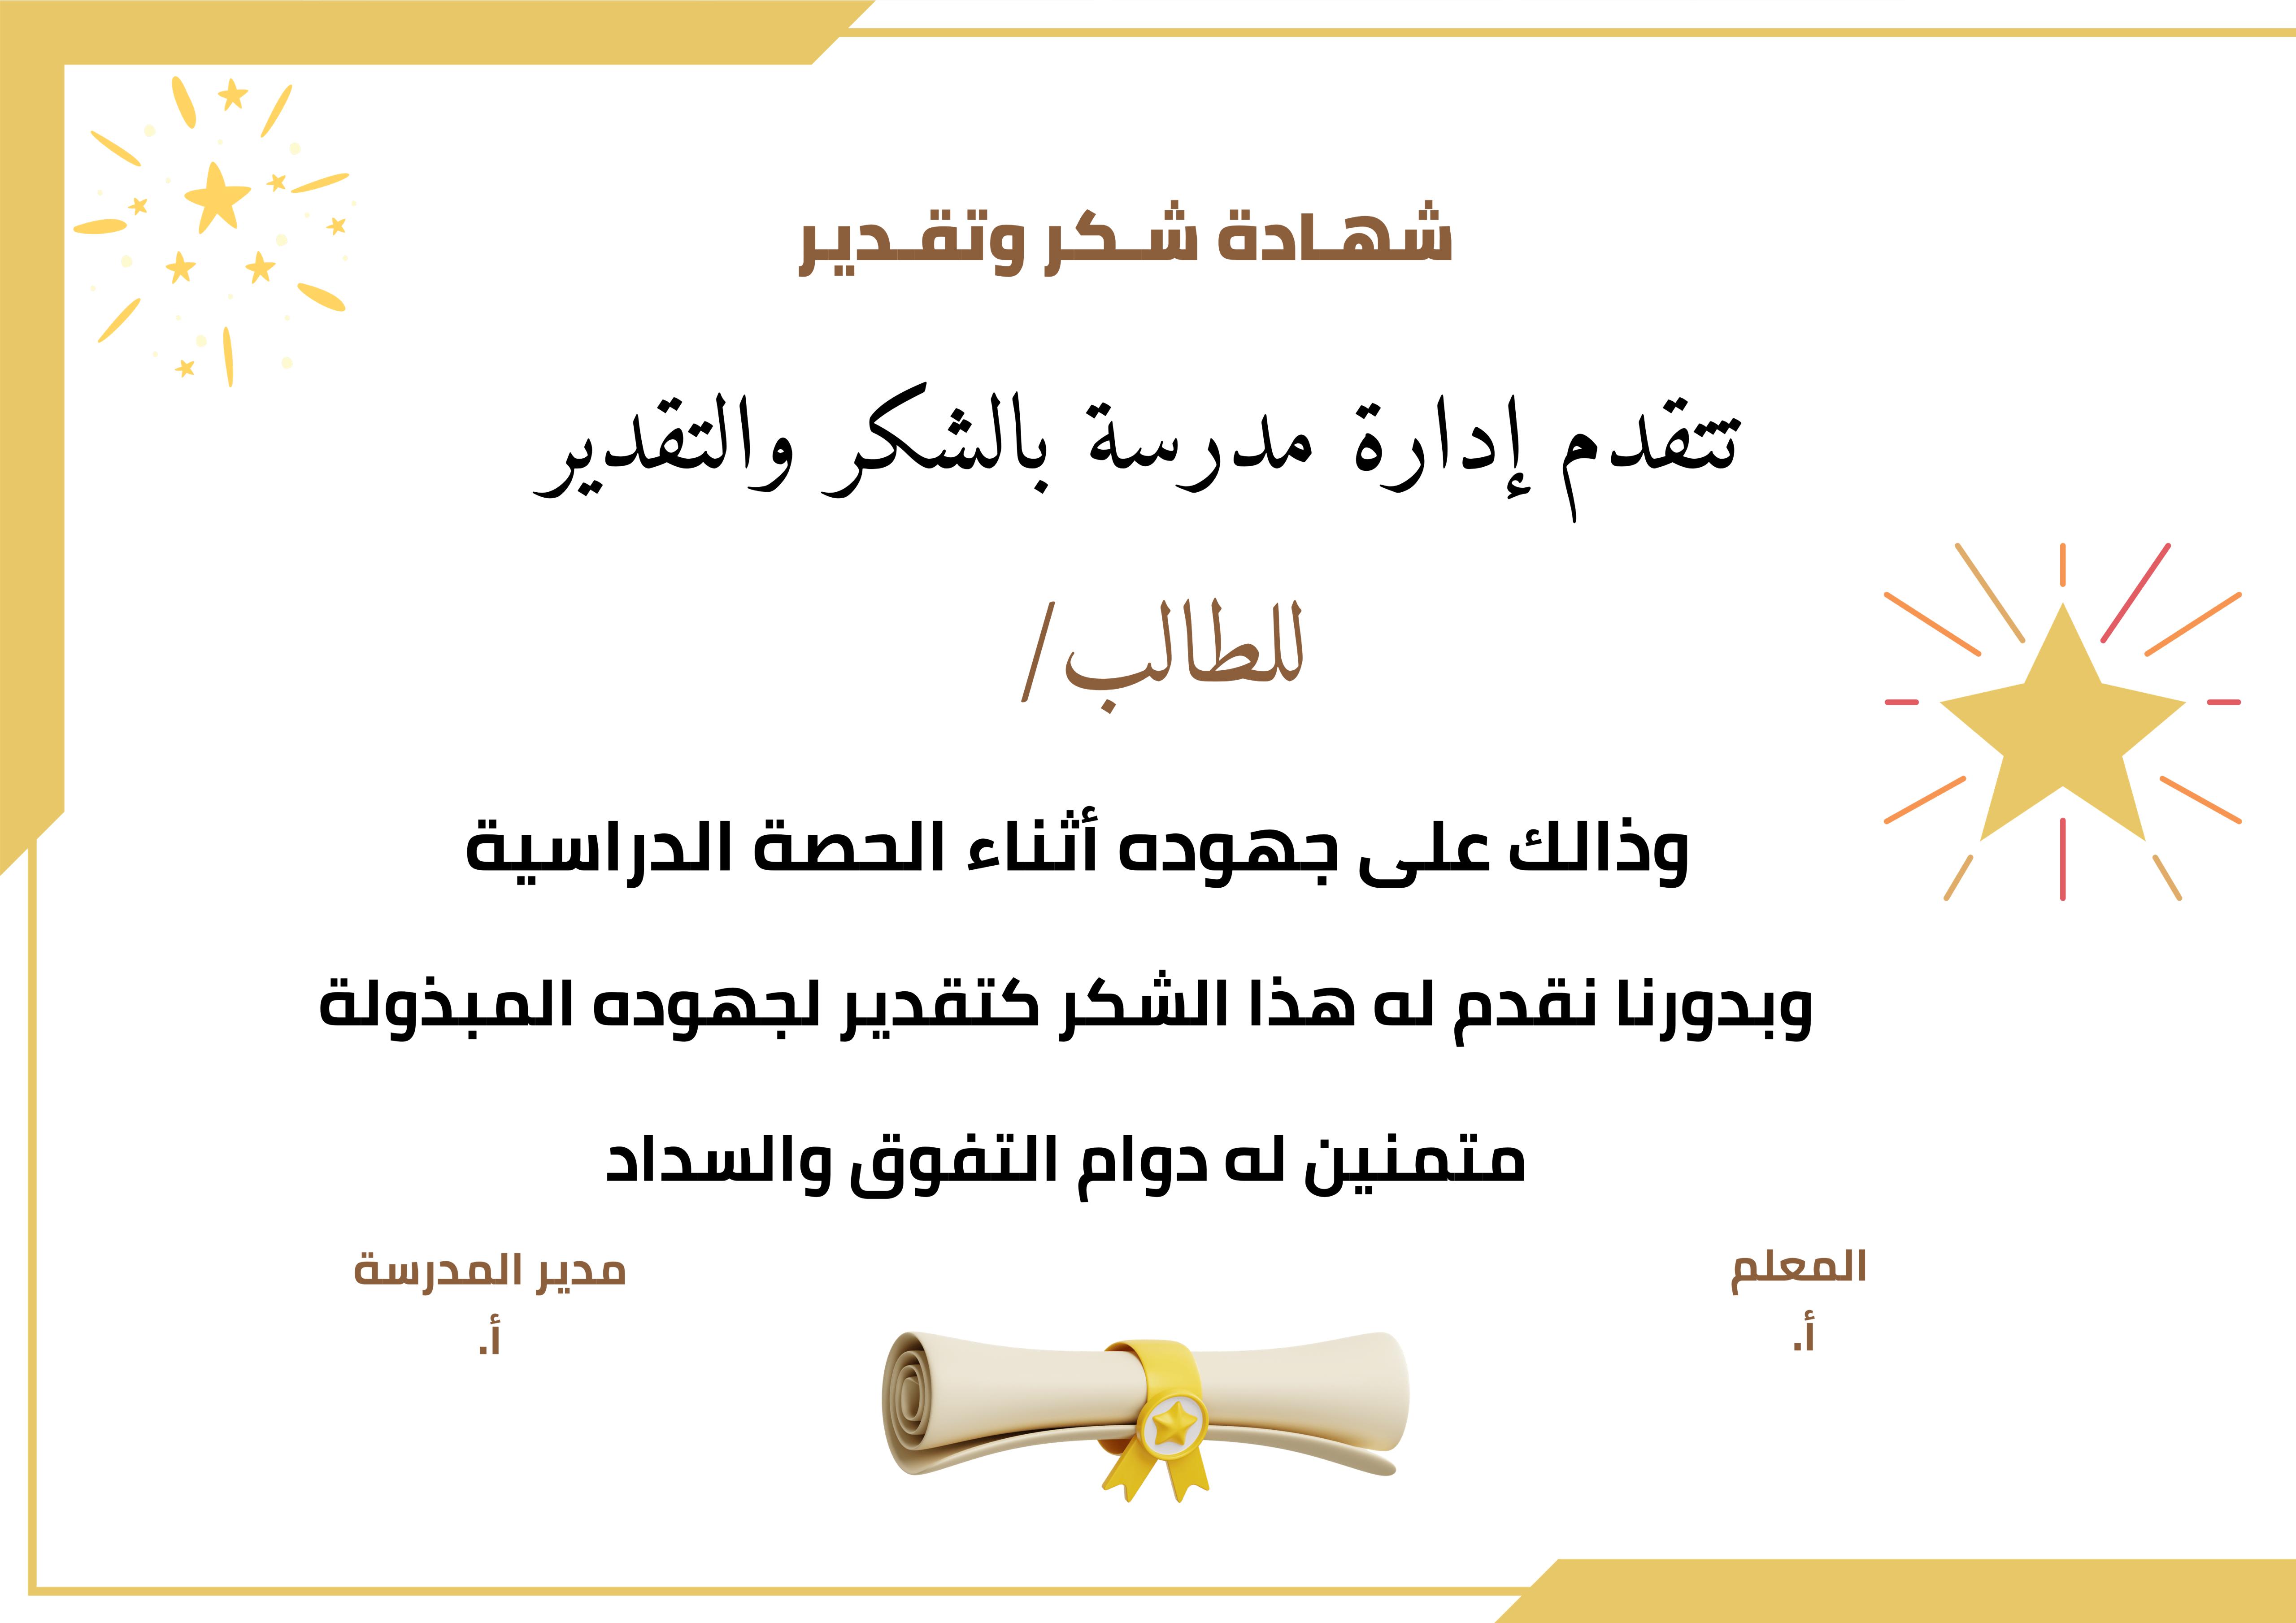 شهادة شكر وتقدير
تتقدم إدارة مدرسة بالشكر والتقدير
للطالب/
وذالك على جهوده أثناء الحصة الدراسية
وبدورنا نقدم له هذا الشكر كتقدير لجهوده المبذولة
متمنين له دوام التفوق والسداد
المعلم
أ.
مدير المدرسة
أ.